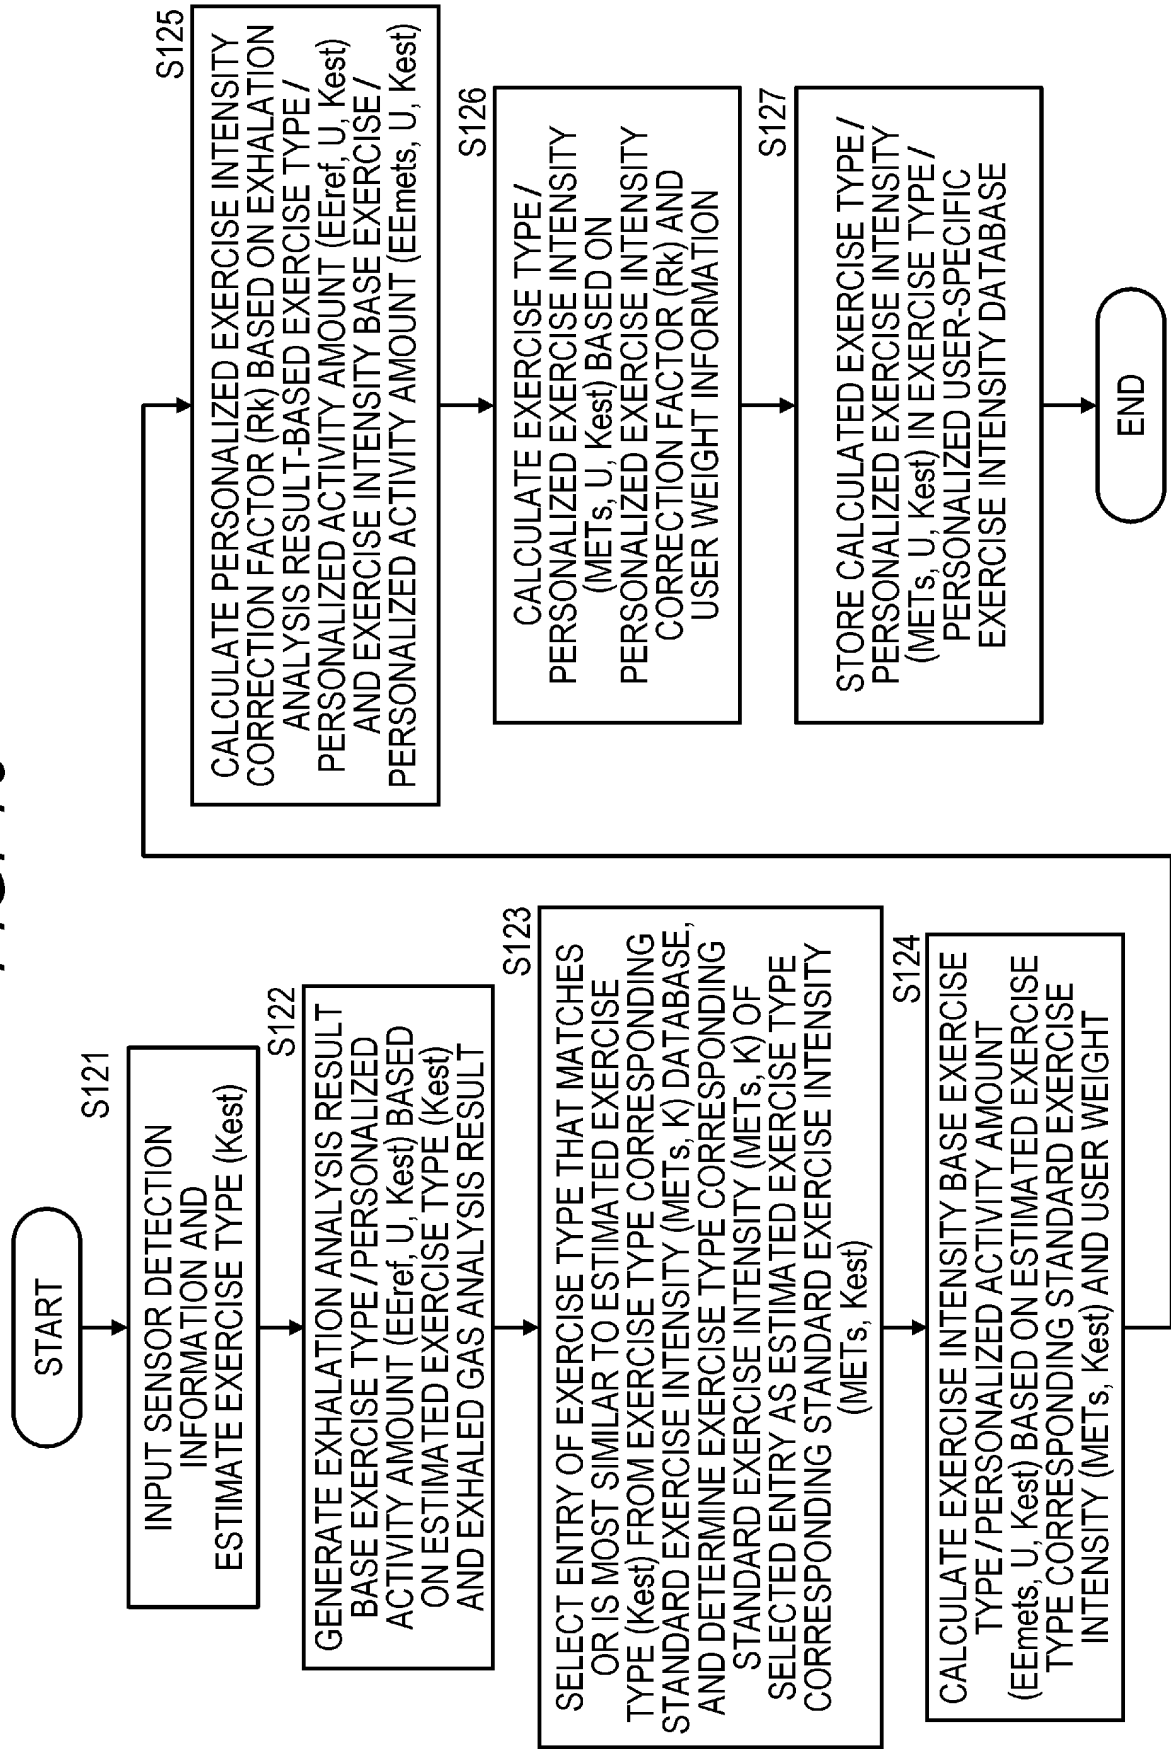 START
S121
INPUT SENSOR DETECTION
INFORMATION AND
ESTIMATE EXERCISE TYPE (Kest)
S122
GENERATE EXHALATION ANALYSIS RESULT
BASE EXERCISE TYPE / PERSONALIZED
ACTIVITY AMOUNT (EEref, U, Kest) BASED
ON ESTIMATED EXERCISE TYPE (Kest)
AND EXHALED GAS ANALYSIS RESULT
S123
SELECT ENTRY OF EXERCISE TYPE THAT MATCHES
OR IS MOST SIMILAR TO ESTIMATED EXERCISE
TYPE (Kest) FROM EXERCISE TYPE CORRESPONDING
STANDARD EXERCISE INTENSITY (METs, K) DATABASE,
AND DETERMINE EXERCISE TYPE CORRESPONDING
STANDARD EXERCISE INTENSITY (METs, K) OF
SELECTED ENTRY AS ESTIMATED EXERCISE TYPE
CORRESPONDING STANDARD EXERCISE INTENSITY
(METs, Kest)
S124
CALCULATE EXERCISE INTENSITY BASE EXERCISE
TYPE / PERSONALIZED ACTIVITY AMOUNT
(EEmets, U, Kest) BASED ON ESTIMATED EXERCISE
TYPE CORRESPONDING STANDARD EXERCISE
INTENSITY (METs, Kest) AND USER WEIGHT
S125
CALCULATE PERSONALIZED EXERCISE INTENSITY
CORRECTION FACTOR (Rk) BASED ON EXHALATION
ANALYSIS RESULT-BASED EXERCISE TYPE /
PERSONALIZED ACTIVITY AMOUNT (EEref, U, Kest)
AND EXERCISE INTENSITY BASE EXERCISE /
PERSONALIZED ACTIVITY AMOUNT (EEmets, U, Kest)
S126
CALCULATE EXERCISE TYPE /
PERSONALIZED EXERCISE INTENSITY
(METs, U, Kest) BASED ON
PERSONALIZED EXERCISE INTENSITY
CORRECTION FACTOR (Rk) AND
USER WEIGHT INFORMATION
S127
STORE CALCULATED EXERCISE TYPE /
PERSONALIZED EXERCISE INTENSITY
(METs, U, Kest) IN EXERCISE TYPE /
PERSONALIZED USER-SPECIFIC
EXERCISE INTENSITY DATABASE
END